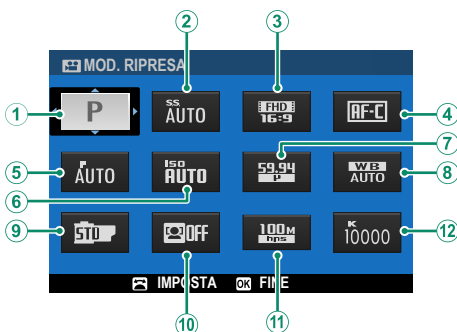 2 3
MOD. RIPRESA
1 P S.S. AUTO FHD 16:9 AF-C 4
7
5 F AUTO ISO AUTO 59.94 P WB AUTO 8
6
9 STD OFF 100M bps K 10000 12
IMPOSTA OK FINE
10 11